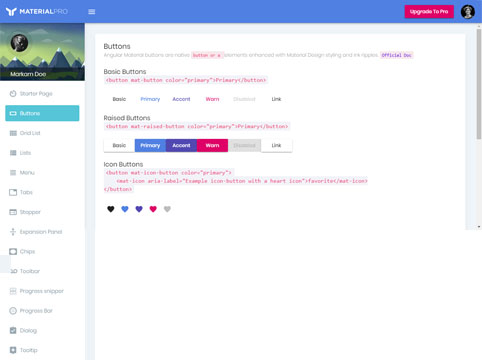 MATERIALPRO
Upgrade To Pro
Markarn Doe
Starter Page
Buttons
Grid List
Lists
Menu
Tabs
Stepper
Expansion Panel
Chips
Toolbar
Progress snipper
Progress Bar
Dialog
Tooltip
Buttons
Angular Material buttons are native button or a elements enhanced with Material Design styling and ink ripples. Official Doc
Basic Buttons
<button mat-button color="primary">Primary</button>
Basic Primary Accent Warn Disabled Link
Raised Buttons
<button mat-raised-button color="primary">Primary</button>
Basic Primary Accent Warn Disabled Link
Icon Buttons
<button mat-icon-button color="primary">
<mat-icon aria-label="Example icon-button with a heart icon">favorite</mat-icon>
</button>